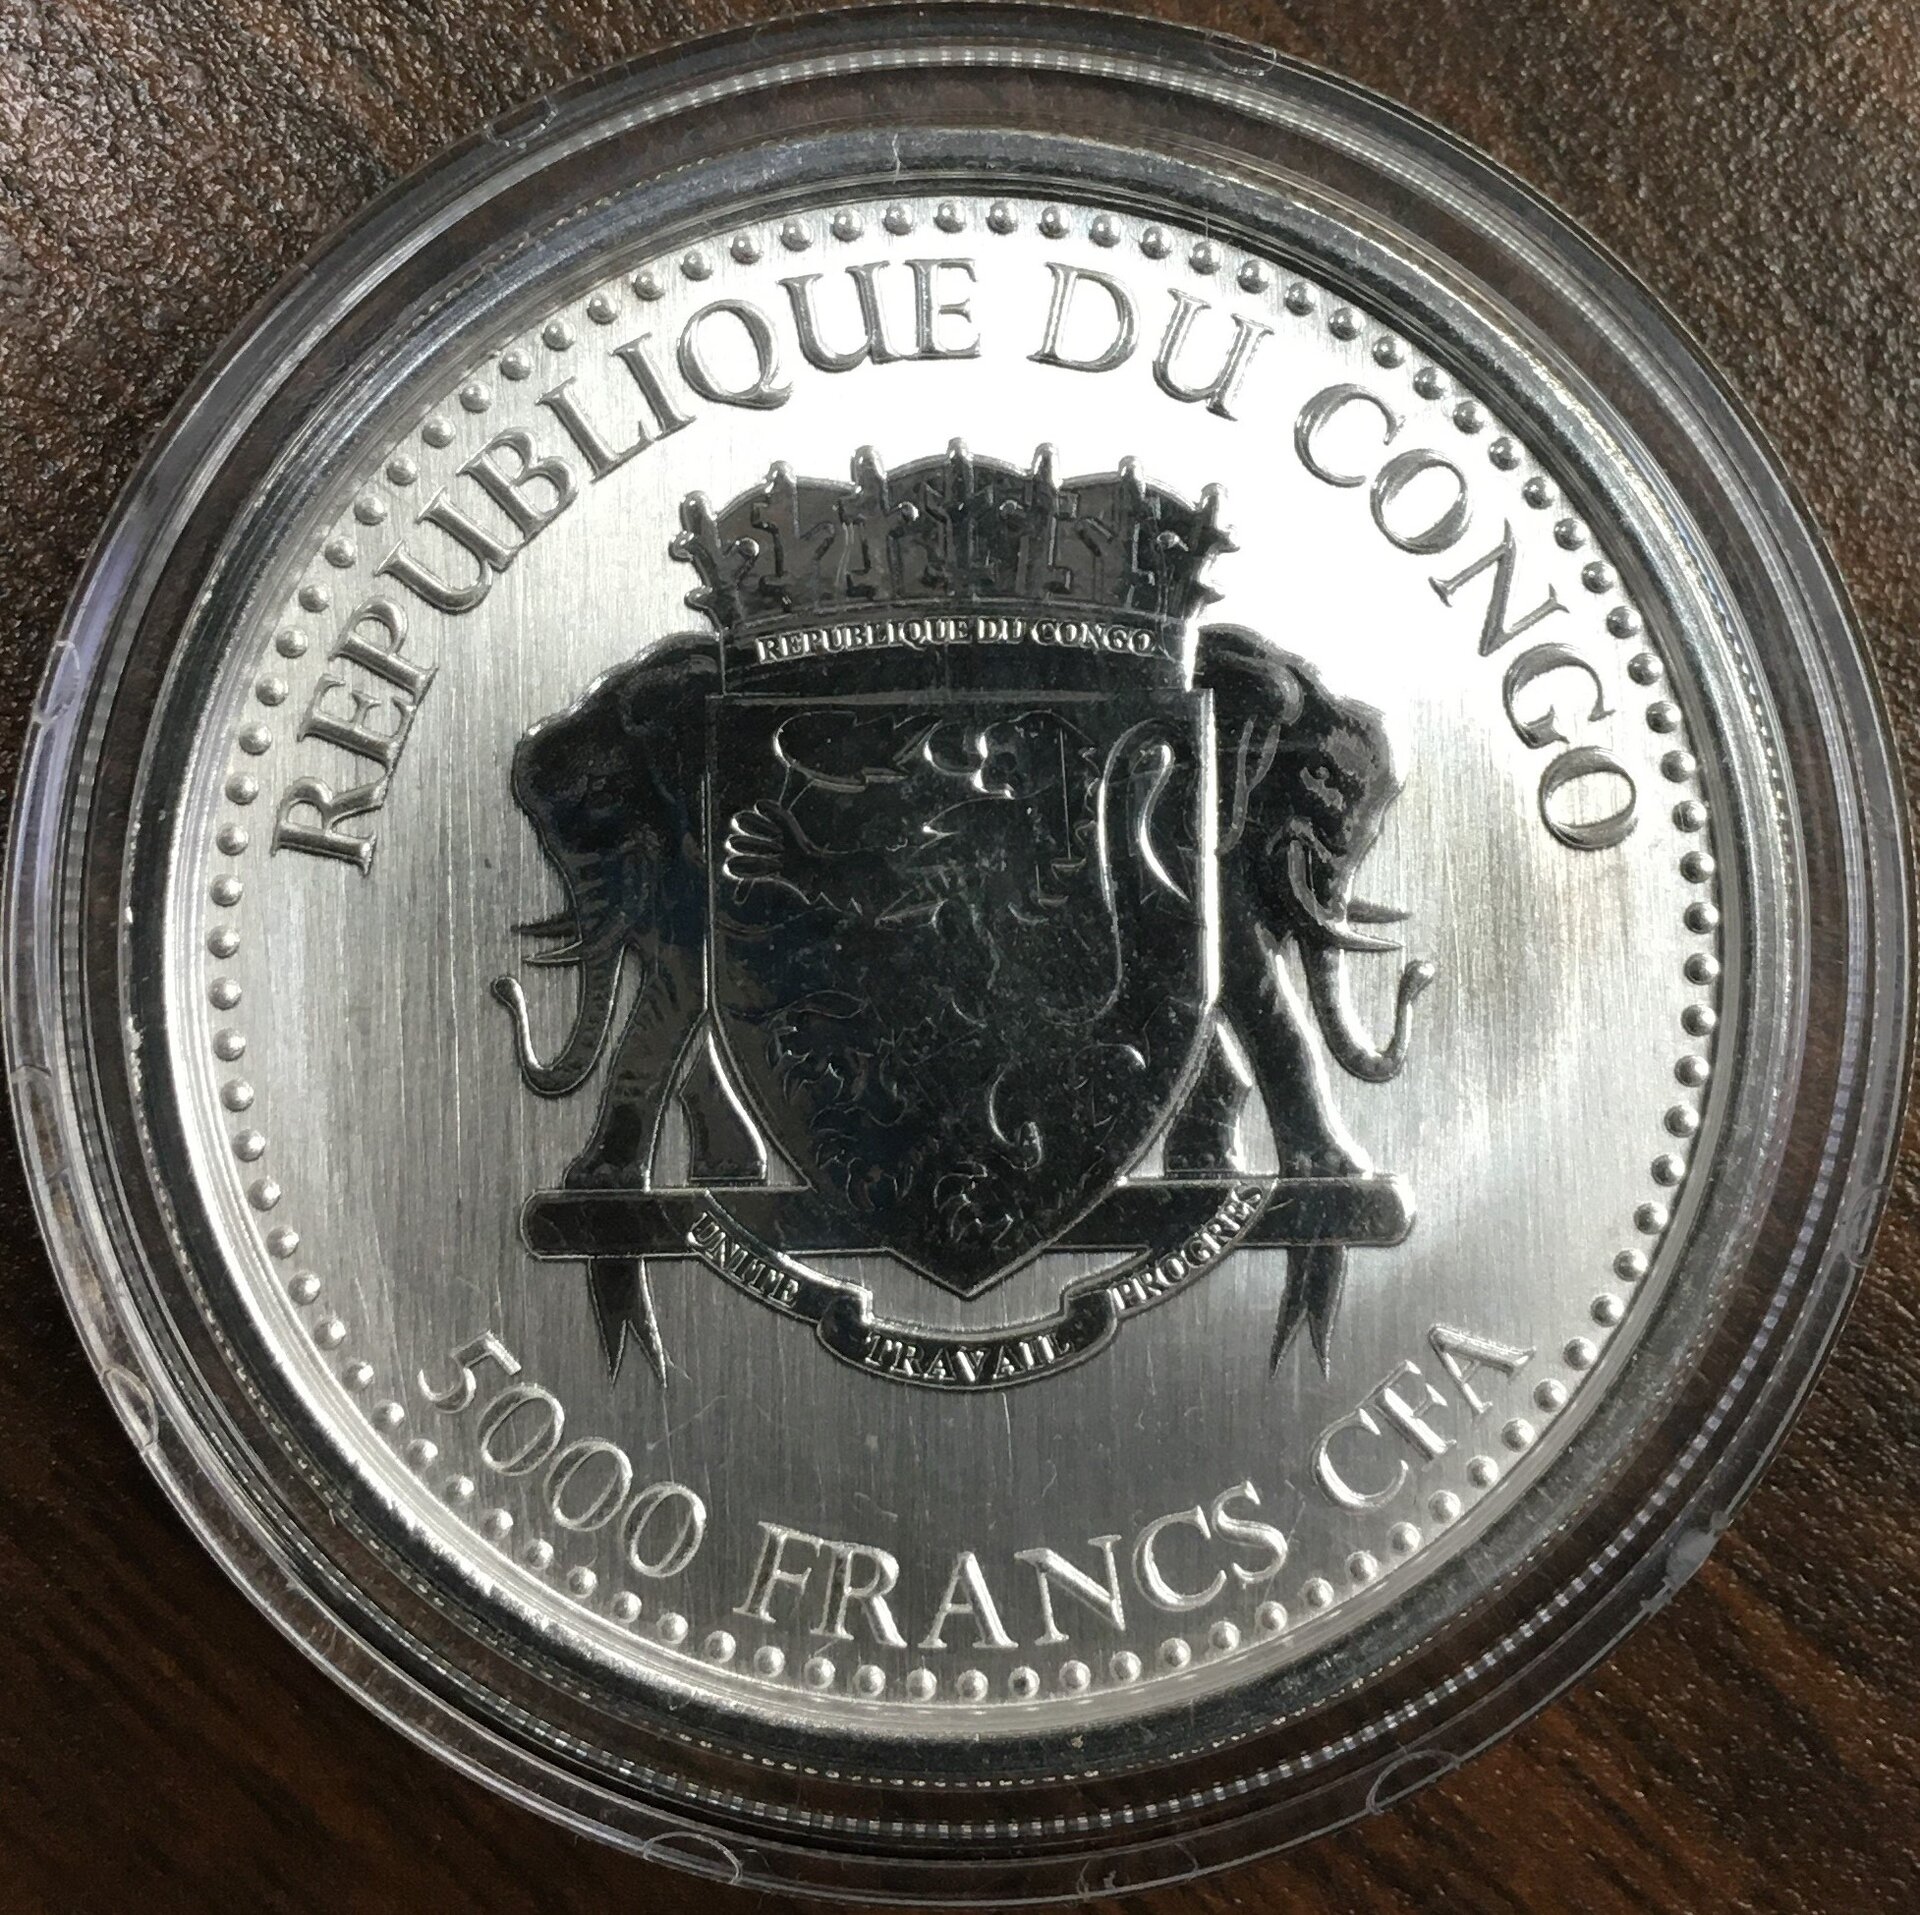 REPUBLIQUE DU CONGO
REPUBLIQUE DU CONGO
UNITE TRAVAIL PROGRES
5000 FRANCS CFA